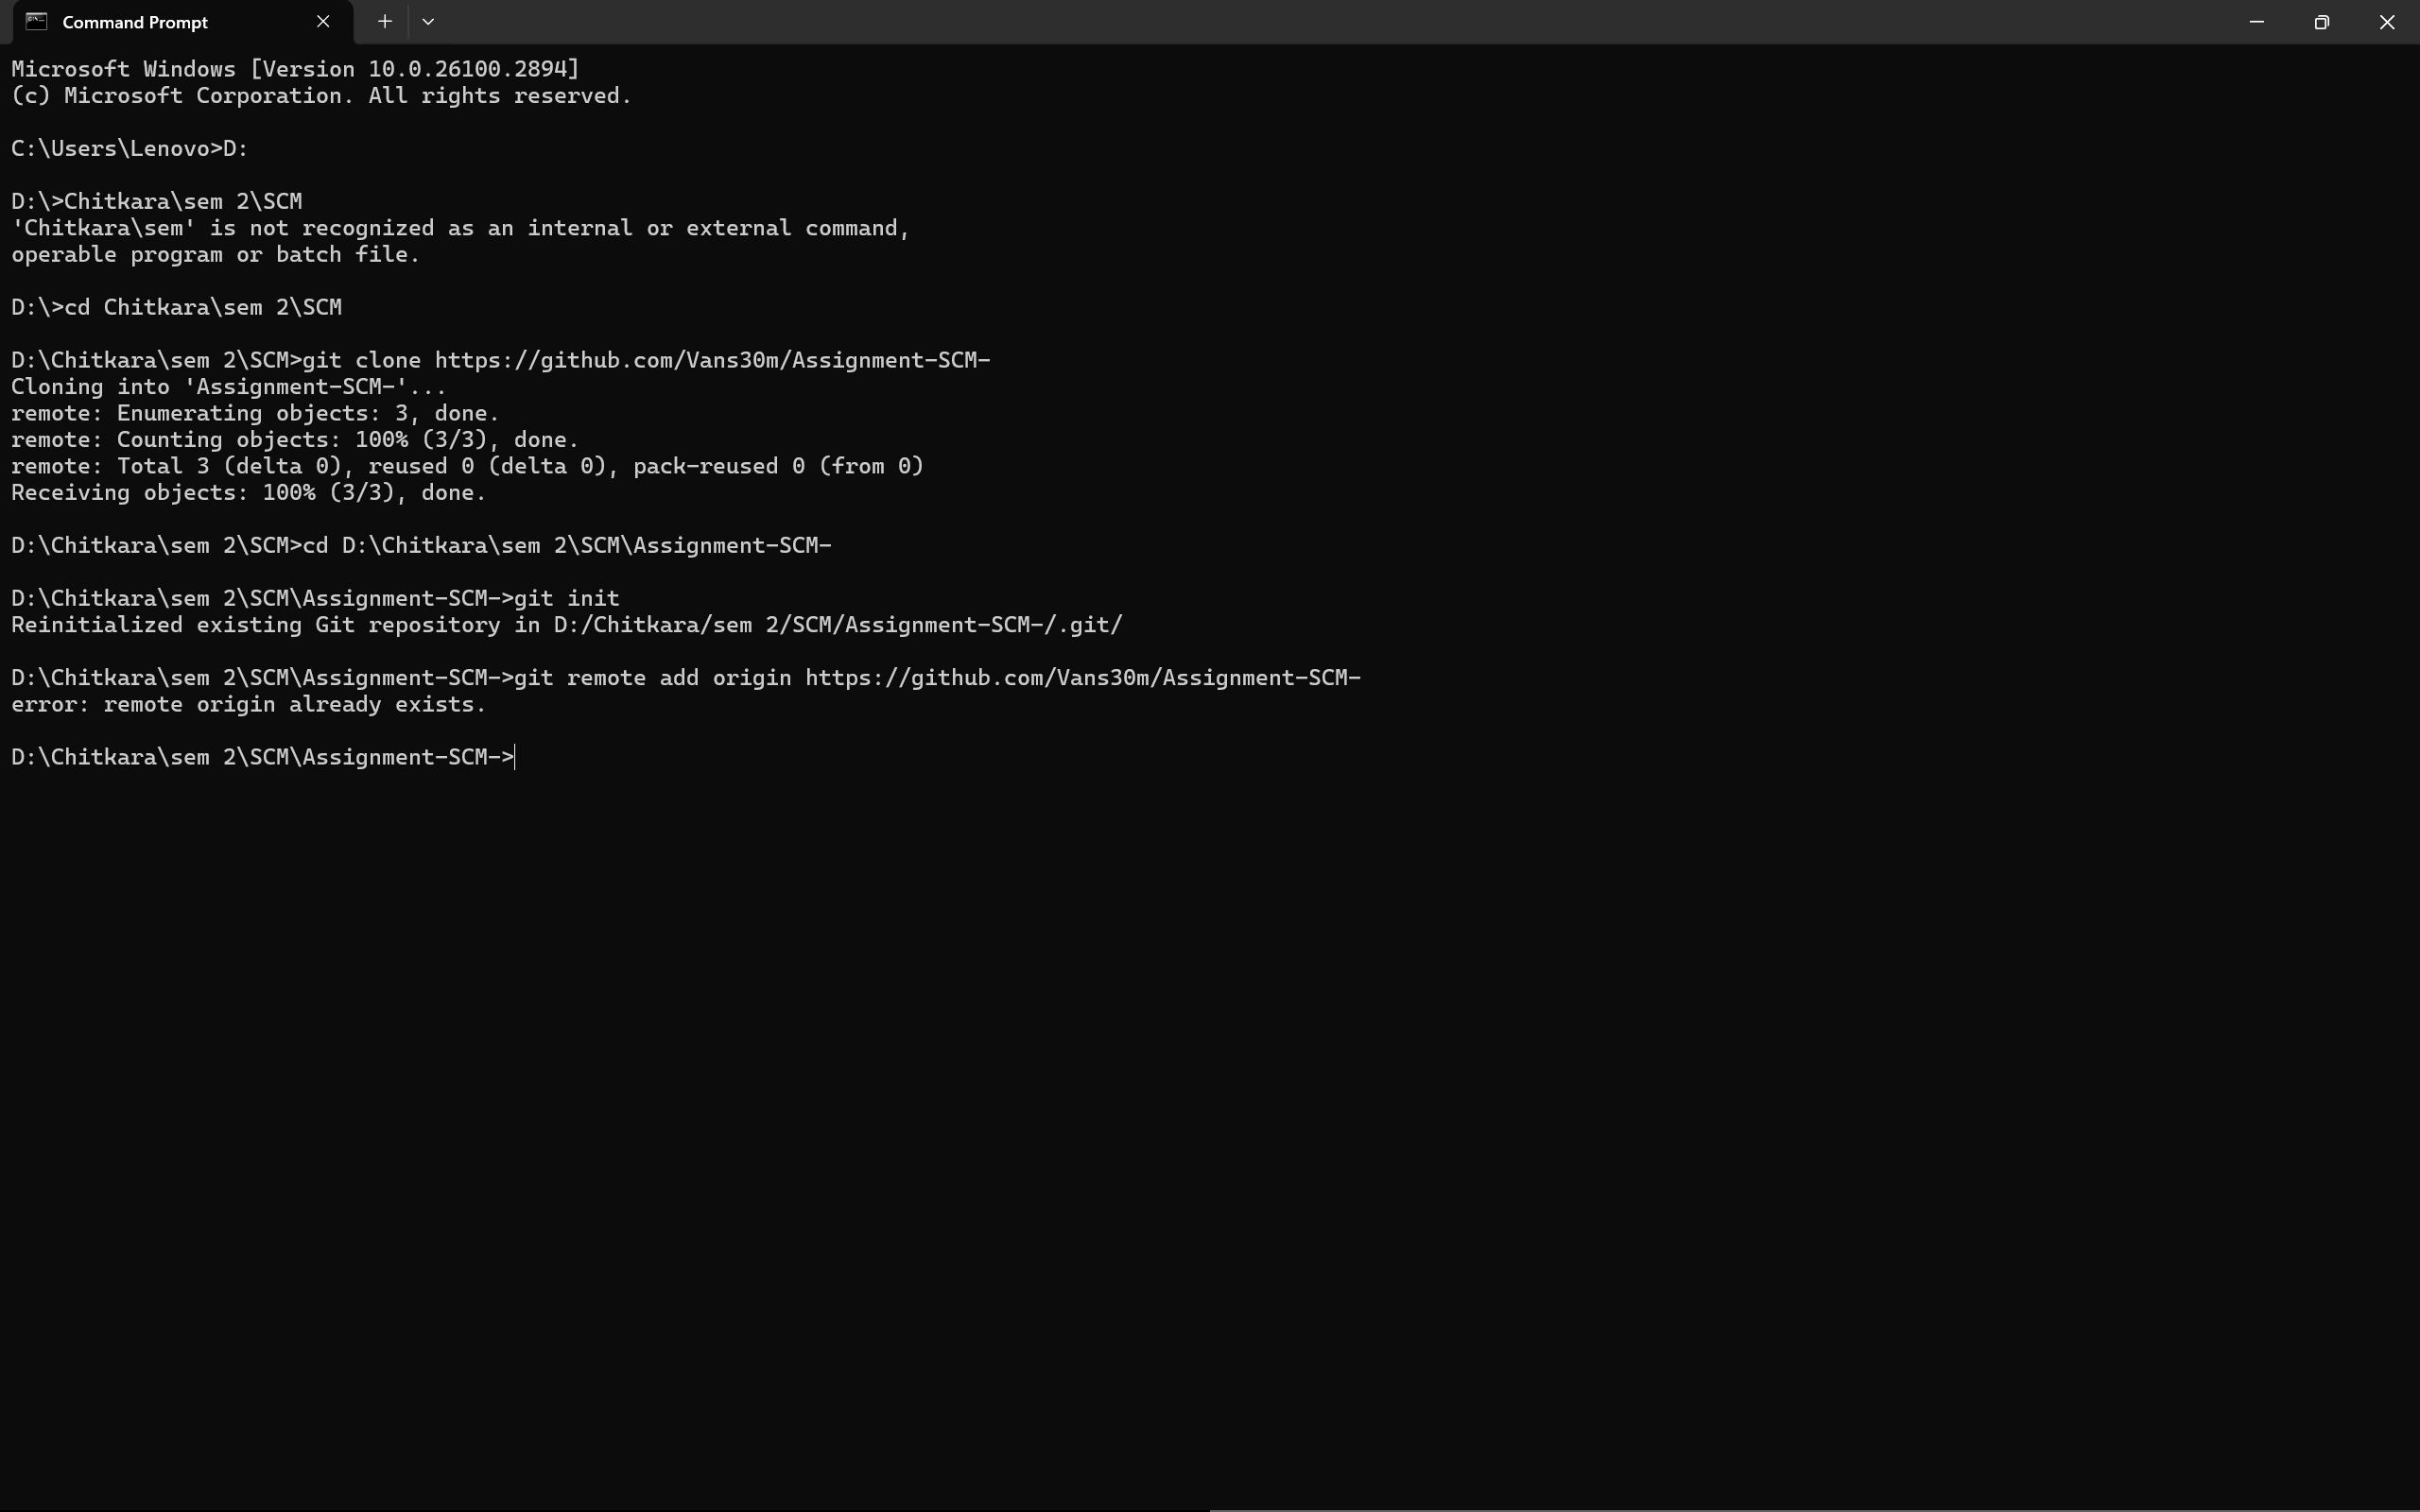 Command Prompt
Microsoft Windows [Version 10.0.26100.2894]
(c) Microsoft Corporation. All rights reserved.
C:\Users\Lenovo>D:
D:\>Chitkara\sem 2\SCM
'Chitkara\sem' is not recognized as an internal or external command,
operable program or batch file.
D:\>cd Chitkara\sem 2\SCM
D:\Chitkara\sem 2\SCM>git clone https://github.com/Vans30m/Assignment-SCM-
Cloning into 'Assignment-SCM-'...
remote: Enumerating objects: 3, done.
remote: Counting objects: 100% (3/3), done.
remote: Total 3 (delta 0), reused 0 (delta 0), pack-reused 0 (from 0)
Receiving objects: 100% (3/3), done.
D:\Chitkara\sem 2\SCM>cd D:\Chitkara\sem 2\SCM\Assignment-SCM-
D:\Chitkara\sem 2\SCM\Assignment-SCM->git init
Reinitialized existing Git repository in D:/Chitkara/sem 2/SCM/Assignment-SCM-/.git/
D:\Chitkara\sem 2\SCM\Assignment-SCM->git remote add origin https://github.com/Vans30m/Assignment-SCM-
error: remote origin already exists.
D:\Chitkara\sem 2\SCM\Assignment-SCM->